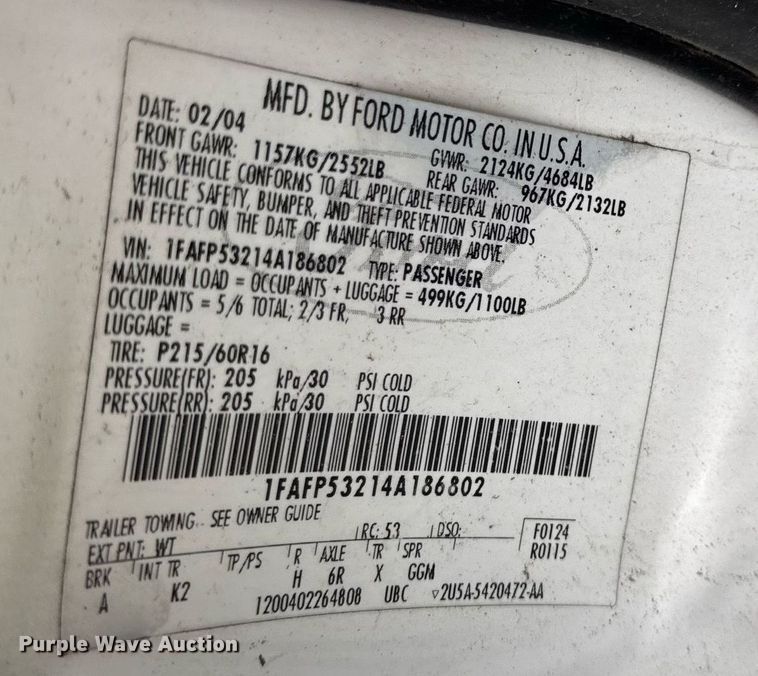 MFD. BY FORD MOTOR CO. IN U.S.A.
DATE: 02/04 GVWR: 2124KG/4684LB
FRONT GAWR: 1157KG/2552LB REAR GAWR: 967KG/2132LB
THIS VEHICLE CONFORMS TO ALL APPLICABLE FEDERAL MOTOR
VEHICLE SAFETY, BUMPER, AND THEFT PREVENTION STANDARDS
IN EFFECT ON THE DATE OF MANUFACTURE SHOWN ABOVE.
VIN: 1FAFP53214A186802 TYPE: PASSENGER
MAXIMUM LOAD = OCCUPANTS + LUGGAGE = 499KG/1100LB
OCCUPANTS = 5/6 TOTAL; 2/3 FR, 3 RR
LUGGAGE =
TIRE: P215/60R16
PRESSURE(FR): 205 kPa/30 PSI COLD
PRESSURE(RR): 205 kPa/30 PSI COLD
1FAFP53214A186802
TRAILER TOWING.. SEE OWNER GUIDE
EXT PNT: WT RC: 53 DSO: F0124
R0115
BRK INT TR TP/PS R AXLE TR SPR
A K2 H 6R X GGM
1200402264808 UBC ▽2U5A-5420472-AA
Ford
Purple Wave Auction